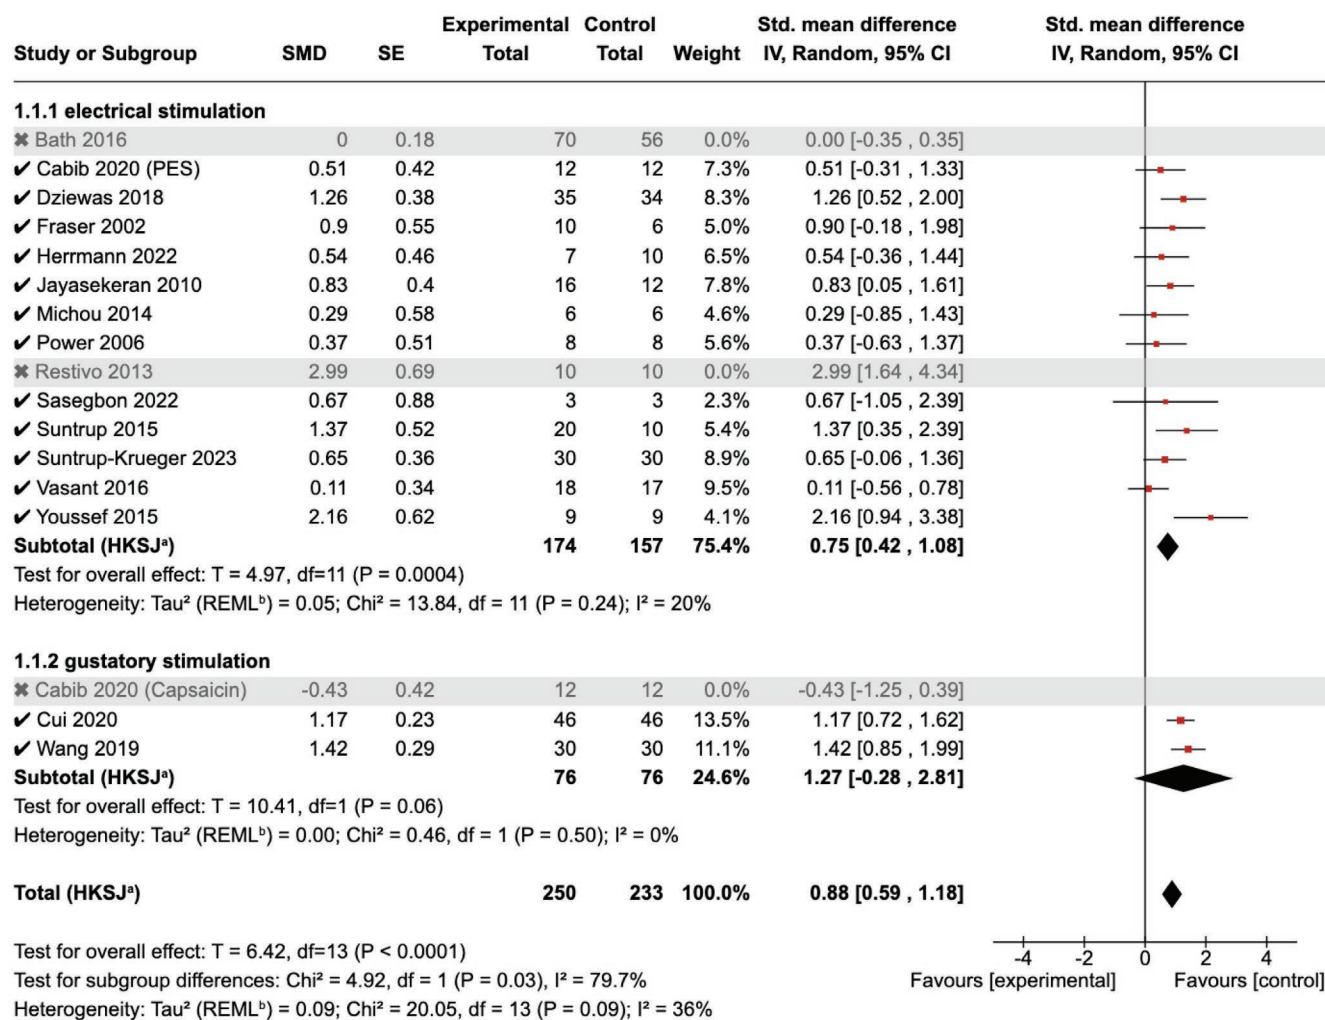 Experimental Control Std. mean difference Std. mean difference
Study or Subgroup SMD SE Total Total Weight IV, Random, 95% CI IV, Random, 95% CI
1.1.1 electrical stimulation
✖ Bath 2016 0 0.18 70 56 0.0% 0.00 [-0.35 , 0.35]
✔ Cabib 2020 (PES) 0.51 0.42 12 12 7.3% 0.51 [-0.31 , 1.33]
✔ Dziewas 2018 1.26 0.38 35 34 8.3% 1.26 [0.52 , 2.00]
✔ Fraser 2002 0.9 0.55 10 6 5.0% 0.90 [-0.18 , 1.98]
✔ Herrmann 2022 0.54 0.46 7 10 6.5% 0.54 [-0.36 , 1.44]
✔ Jayasekeran 2010 0.83 0.4 16 12 7.8% 0.83 [0.05 , 1.61]
✔ Michou 2014 0.29 0.58 6 6 4.6% 0.29 [-0.85 , 1.43]
✔ Power 2006 0.37 0.51 8 8 5.6% 0.37 [-0.63 , 1.37]
✖ Restivo 2013 2.99 0.69 10 10 0.0% 2.99 [1.64 , 4.34]
✔ Sasegbon 2022 0.67 0.88 3 3 2.3% 0.67 [-1.05 , 2.39]
✔ Suntrup 2015 1.37 0.52 20 10 5.4% 1.37 [0.35 , 2.39]
✔ Suntrup-Krueger 2023 0.65 0.36 30 30 8.9% 0.65 [-0.06 , 1.36]
✔ Vasant 2016 0.11 0.34 18 17 9.5% 0.11 [-0.56 , 0.78]
✔ Youssef 2015 2.16 0.62 9 9 4.1% 2.16 [0.94 , 3.38]
Subtotal (HKSJᵃ) 174 157 75.4% 0.75 [0.42 , 1.08]
Test for overall effect: T = 4.97, df=11 (P = 0.0004)
Heterogeneity: Tau² (REMLᵇ) = 0.05; Chi² = 13.84, df = 11 (P = 0.24); I² = 20%
1.1.2 gustatory stimulation
✖ Cabib 2020 (Capsaicin) -0.43 0.42 12 12 0.0% -0.43 [-1.25 , 0.39]
✔ Cui 2020 1.17 0.23 46 46 13.5% 1.17 [0.72 , 1.62]
✔ Wang 2019 1.42 0.29 30 30 11.1% 1.42 [0.85 , 1.99]
Subtotal (HKSJᵃ) 76 76 24.6% 1.27 [-0.28 , 2.81]
Test for overall effect: T = 10.41, df=1 (P = 0.06)
Heterogeneity: Tau² (REMLᵇ) = 0.00; Chi² = 0.46, df = 1 (P = 0.50); I² = 0%
Total (HKSJᵃ) 250 233 100.0% 0.88 [0.59 , 1.18]
Test for overall effect: T = 6.42, df=13 (P < 0.0001)
Test for subgroup differences: Chi² = 4.92, df = 1 (P = 0.03), I² = 79.7%
Heterogeneity: Tau² (REMLᵇ) = 0.09; Chi² = 20.05, df = 13 (P = 0.09); I² = 36%
-4 -2 0 2 4
Favours [experimental] Favours [control]